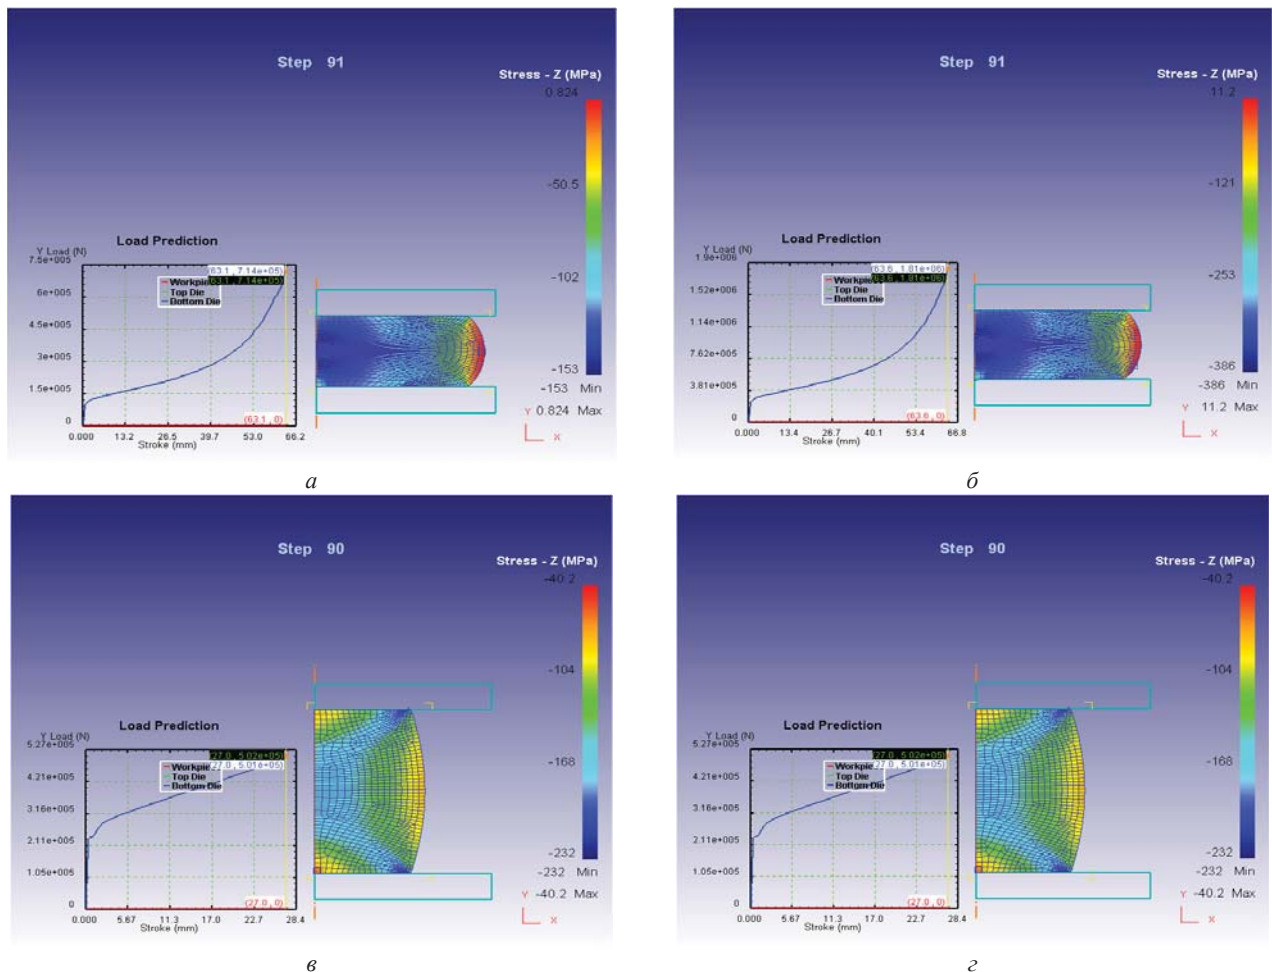 Step 91
Stress - Z (MPa)
0.824
-50.5
-102
-153
-153 Min
0.824 Max
Y
X
Load Prediction
Y Load (N)
7.5e+005
6e+005
4.5e+005
3e+005
1.5e+005
0
(63.1, 7.14e+05)
(63.1, 7.14e+05)
Top Die
Bottom Die
(63.1, 0)
0.000 13.2 26.5 39.7 53.0 66.2
Stroke (mm)
а
Step 91
Stress - Z (MPa)
11.2
-121
-253
-386
-386 Min
11.2 Max
Y
X
Load Prediction
Y Load (N)
1.9e+006
1.52e+006
1.14e+006
7.62e+005
3.81e+005
0
(63.6, 1.81e+06)
(63.6, 1.81e+06)
Top Die
Bottom Die
(63.6, 0)
0.000 13.4 26.7 40.1 53.4 66.8
Stroke (mm)
б
Step 90
Stress - Z (MPa)
-40.2
-104
-168
-232
-232 Min
-40.2 Max
Y
X
Load Prediction
Y Load (N)
5.27e+005
4.21e+005
3.16e+005
2.11e+005
1.05e+005
0
(27.0, 5.02e+05)
(27.0, 5.01e+05)
Top Die
Bottom Die
(27.0, 0)
0.000 5.67 11.3 17.0 22.7 28.4
Stroke (mm)
в
Step 90
Stress - Z (MPa)
-40.2
-104
-168
-232
-232 Min
-40.2 Max
Y
X
Load Prediction
Y Load (N)
5.27e+005
4.21e+005
3.16e+005
2.11e+005
1.05e+005
0
(27.0, 5.02e+05)
(27.0, 5.01e+05)
Top Die
Bottom Die
(27.0, 0)
0.000 5.67 11.3 17.0 22.7 28.4
Stroke (mm)
г